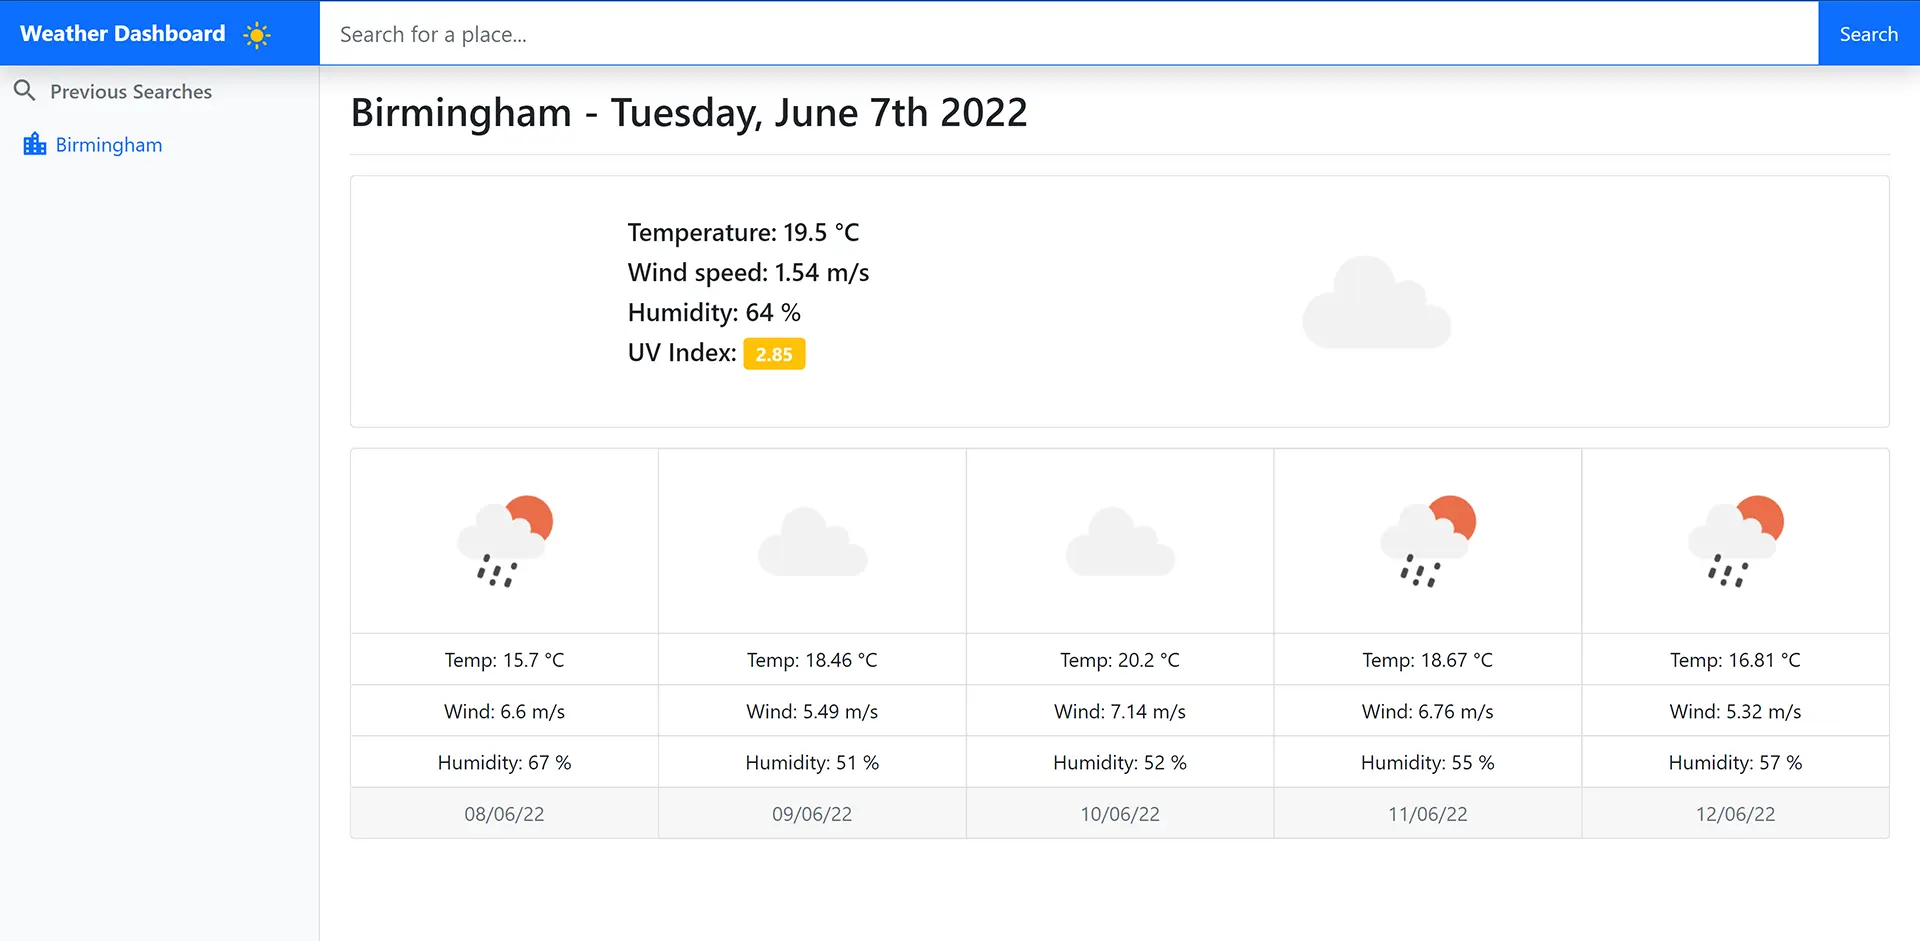 Weather Dashboard
Search for a place...
Search
Previous Searches
Birmingham
Birmingham - Tuesday, June 7th 2022
Temperature: 19.5 °C
Wind speed: 1.54 m/s
Humidity: 64 %
UV Index: 2.85
Temp: 15.7 °C
Wind: 6.6 m/s
Humidity: 67 %
08/06/22
Temp: 18.46 °C
Wind: 5.49 m/s
Humidity: 51 %
09/06/22
Temp: 20.2 °C
Wind: 7.14 m/s
Humidity: 52 %
10/06/22
Temp: 18.67 °C
Wind: 6.76 m/s
Humidity: 55 %
11/06/22
Temp: 16.81 °C
Wind: 5.32 m/s
Humidity: 57 %
12/06/22